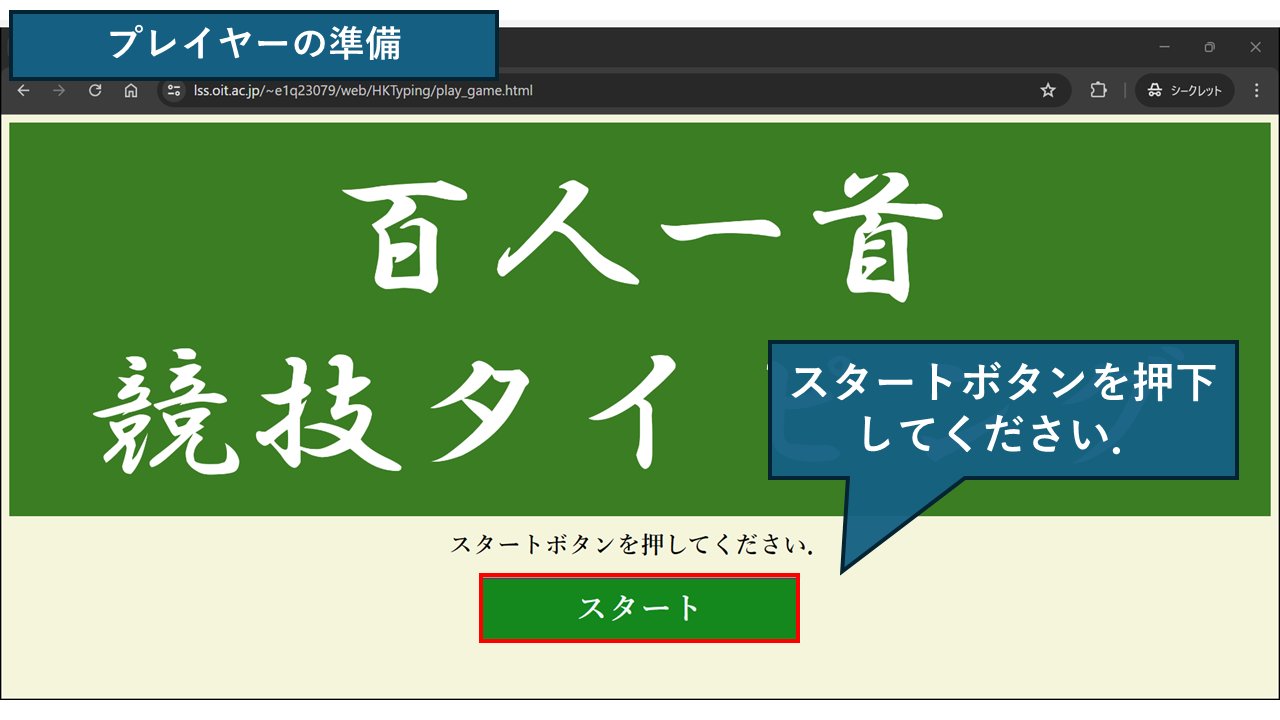 プレイヤーの準備
lss.oit.ac.jp/~e1q23079/web/HKTyping/play_game.html
シークレット
百人一首
競技タイピング
スタートボタンを押下
してください．
スタートボタンを押してください．
スタート